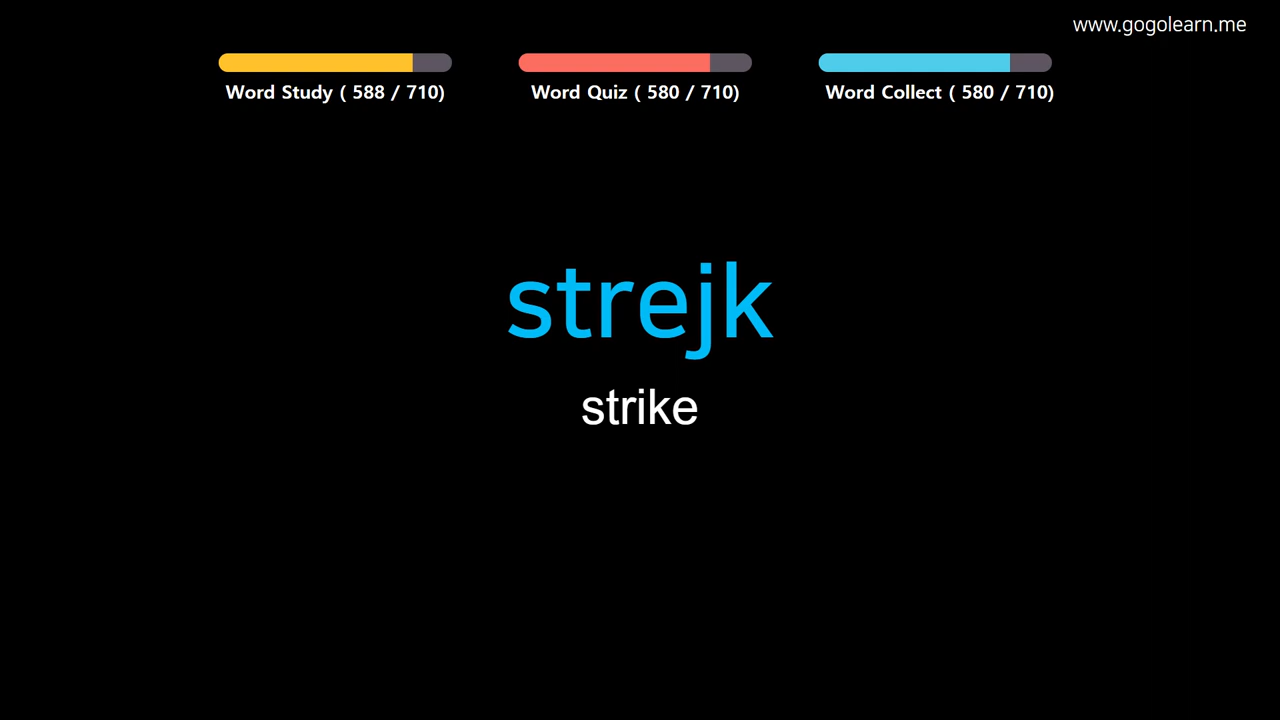 www.gogolearn.me
Word Study ( 588 / 710)
Word Quiz ( 580 / 710)
Word Collect ( 580 / 710)
strejk
strike